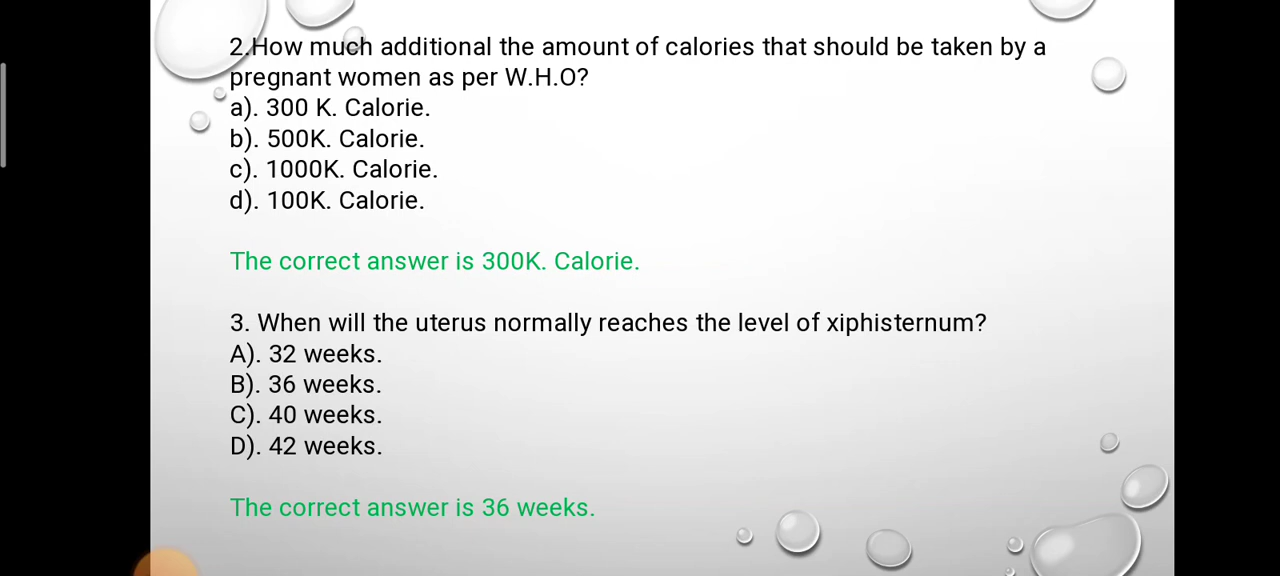 2.How much additional the amount of calories that should be taken by a
pregnant women as per W.H.O?
a). 300 K. Calorie.
b). 500K. Calorie.
c). 1000K. Calorie.
d). 100K. Calorie.
The correct answer is 300K. Calorie.
3. When will the uterus normally reaches the level of xiphisternum?
A). 32 weeks.
B). 36 weeks.
C). 40 weeks.
D). 42 weeks.
The correct answer is 36 weeks.